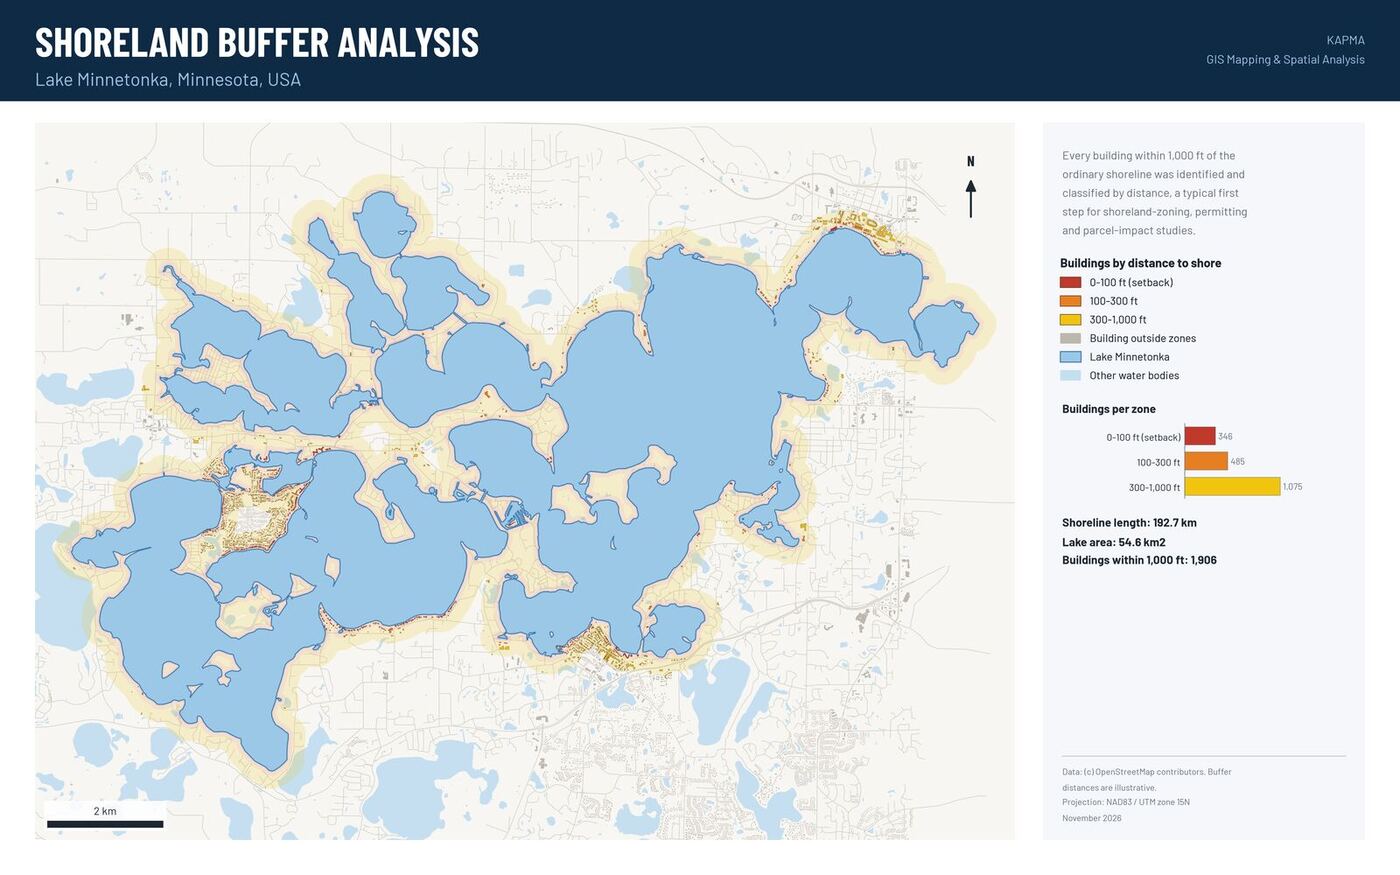 SHORELAND BUFFER ANALYSIS
Lake Minnetonka, Minnesota, USA
KAPMA
GIS Mapping & Spatial Analysis
N
2 km
Every building within 1,000 ft of the
ordinary shoreline was identified and
classified by distance, a typical first
step for shoreland-zoning, permitting
and parcel-impact studies.
Buildings by distance to shore
0-100 ft (setback)
100-300 ft
300-1,000 ft
Building outside zones
Lake Minnetonka
Other water bodies
Buildings per zone
0-100 ft (setback) 346
100-300 ft 485
300-1,000 ft 1,075
Shoreline length: 192.7 km
Lake area: 54.6 km2
Buildings within 1,000 ft: 1,906
Data: (c) OpenStreetMap contributors. Buffer
distances are illustrative.
Projection: NAD83 / UTM zone 15N
November 2026